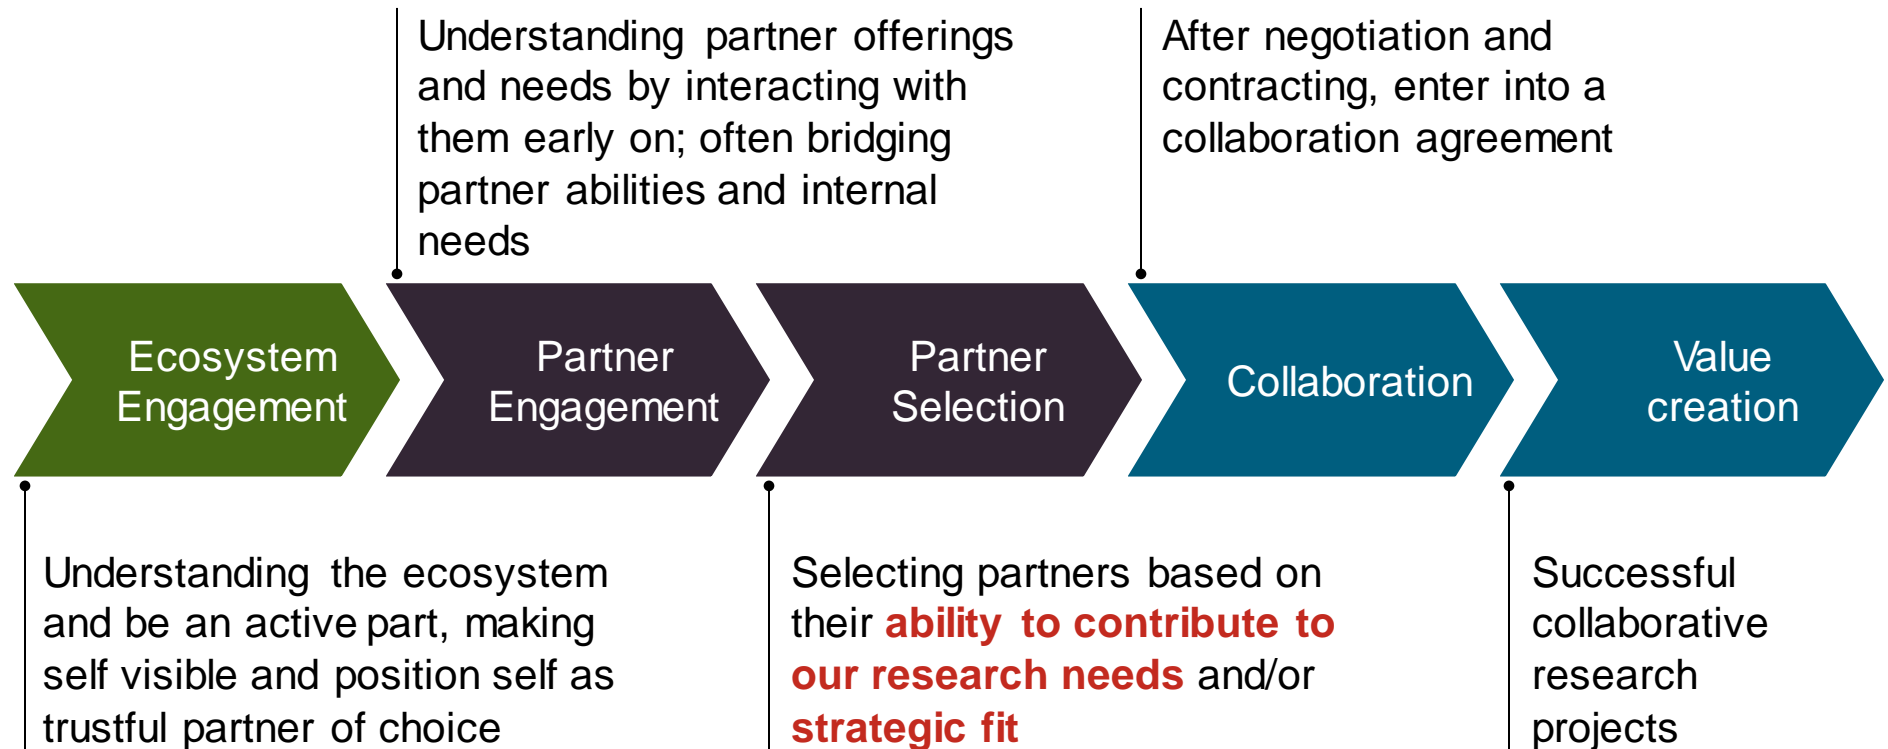 Understanding partner offerings
and needs by interacting with
them early on; often bridging
partner abilities and internal
needs
After negotiation and
contracting, enter into a
collaboration agreement
Ecosystem
Engagement
Partner
Engagement
Partner
Selection
Collaboration
Value
creation
Understanding the ecosystem
and be an active part, making
self visible and position self as
trustful partner of choice
Selecting partners based on
their ability to contribute to
our research needs and/or
strategic fit
Successful
collaborative
research
projects